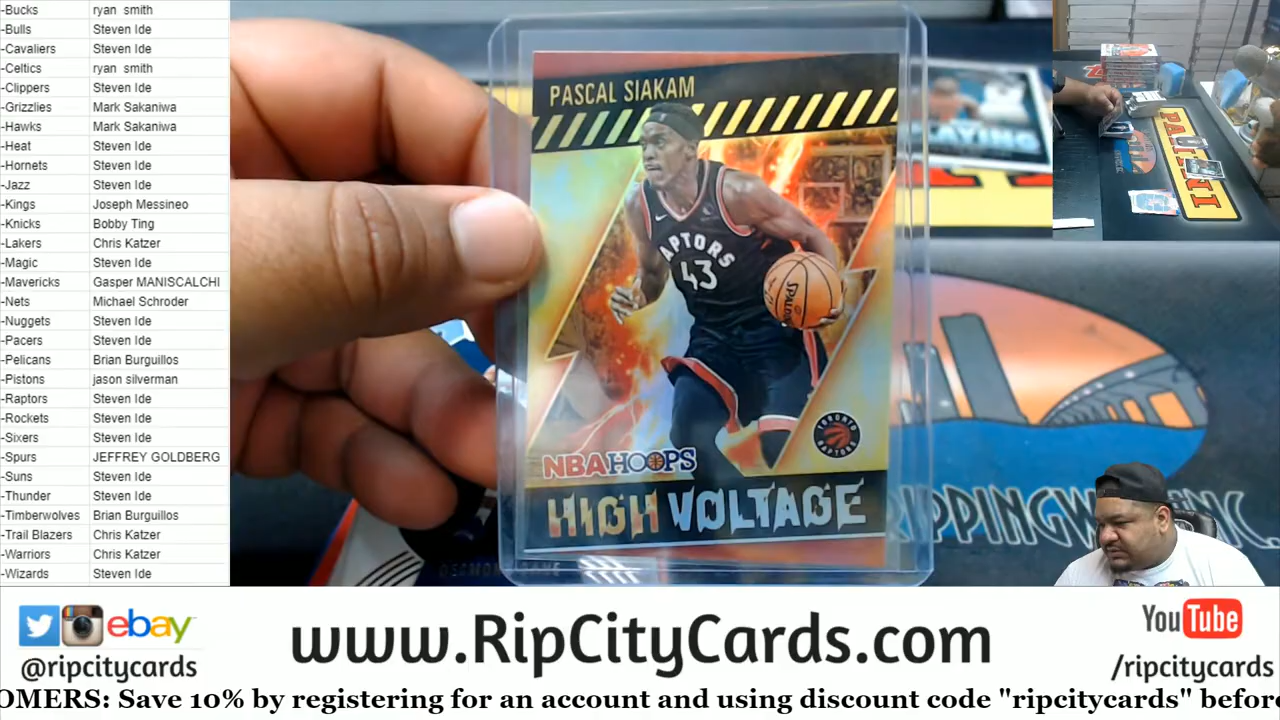 -Bucks ryan smith
-Bulls Steven Ide
-Cavaliers Steven Ide
-Celtics ryan smith
-Clippers Steven Ide
-Grizzlies Mark Sakaniwa
-Hawks Mark Sakaniwa
-Heat Steven Ide
-Hornets Steven Ide
-Jazz Steven Ide
-Kings Joseph Messineo
-Knicks Bobby Ting
-Lakers Chris Katzer
-Magic Steven Ide
-Mavericks Gasper MANISCALCHI
-Nets Michael Schroder
-Nuggets Steven Ide
-Pacers Steven Ide
-Pelicans Brian Burguillos
-Pistons jason silverman
-Raptors Steven Ide
-Rockets Steven Ide
-Sixers Steven Ide
-Spurs JEFFREY GOLDBERG
-Suns Steven Ide
-Thunder Steven Ide
-Timberwolves Brian Burguillos
-Trail Blazers Chris Katzer
-Warriors Chris Katzer
-Wizards Steven Ide
PASCAL SIAKAM
RAPTORS
43
SPALDING
TORONTO
RAPTORS
NBA HOOPS
HIGH VOLTAGE
PANINI
INC.
ebay
@ripcitycards
www.RipCityCards.com
YouTube
/ripcitycards
OMERS: Save 10% by registering for an account and using discount code "ripcitycards" before